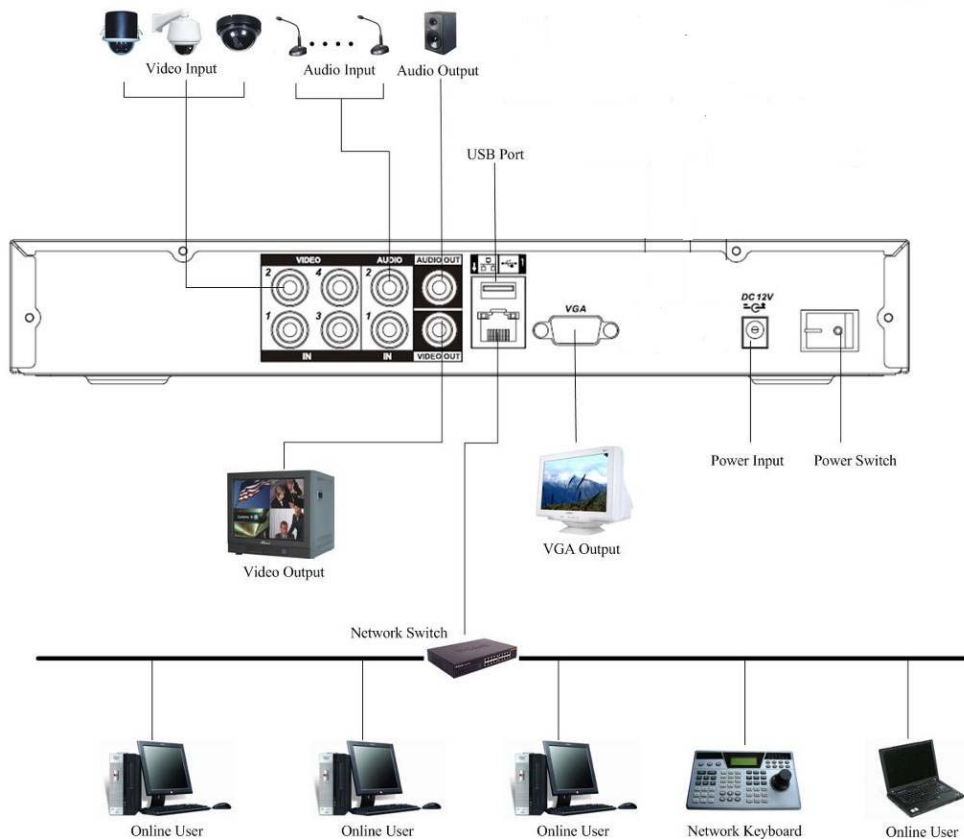 Video Input
Audio Input
Audio Output
USB Port
VIDEO
AUDIO
AUDIO OUT
1
2
4
2
VGA
DC 12V
1
3
1
IN
IN
VIDEO OUT
Power Input
Power Switch
Video Output
VGA Output
Network Switch
Online User
Online User
Online User
Network Keyboard
Online User